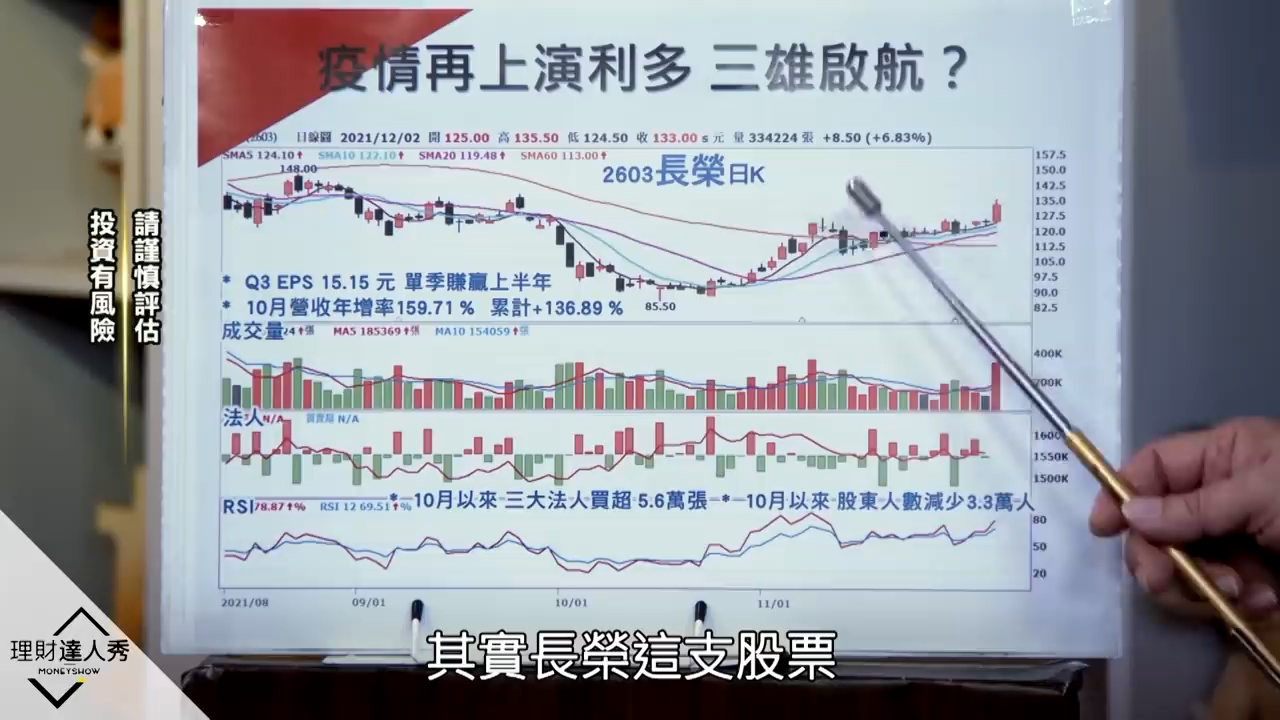 疫情再上演利多 三雄啟航？
2603) 日線圖 2021/12/02 開 125.00 高 135.50 低 124.50 收 133.00 s 元 量 334224 張 +8.50 (+6.83%)
SMA5 124.10↑ SMA10 122.10↑ SMA20 119.48↑ SMA60 113.00↑
148.00
2603長榮日K
157.5
150.0
142.5
135.0
127.5
120.0
112.5
105.0
97.5
90.0
82.5
* Q3 EPS 15.15 元 單季賺贏上半年
* 10月營收年增率159.71% 累計+136.89%
85.50
成交量24↑張 MA5 185369↑張 MA10 154059↑張
400K
200K
法人N/A N/A
1600
1550K
1500K
RSI78.87↑% RSI 12 69.51↑%
*10月以來 三大法人買超 5.6萬張 *10月以來 股東人數減少3.3萬人
80
50
20
2021/08 09/01 10/01 11/01
請謹慎評估
投資有風險
理財達人秀
MONEYSHOW
其實長榮這支股票